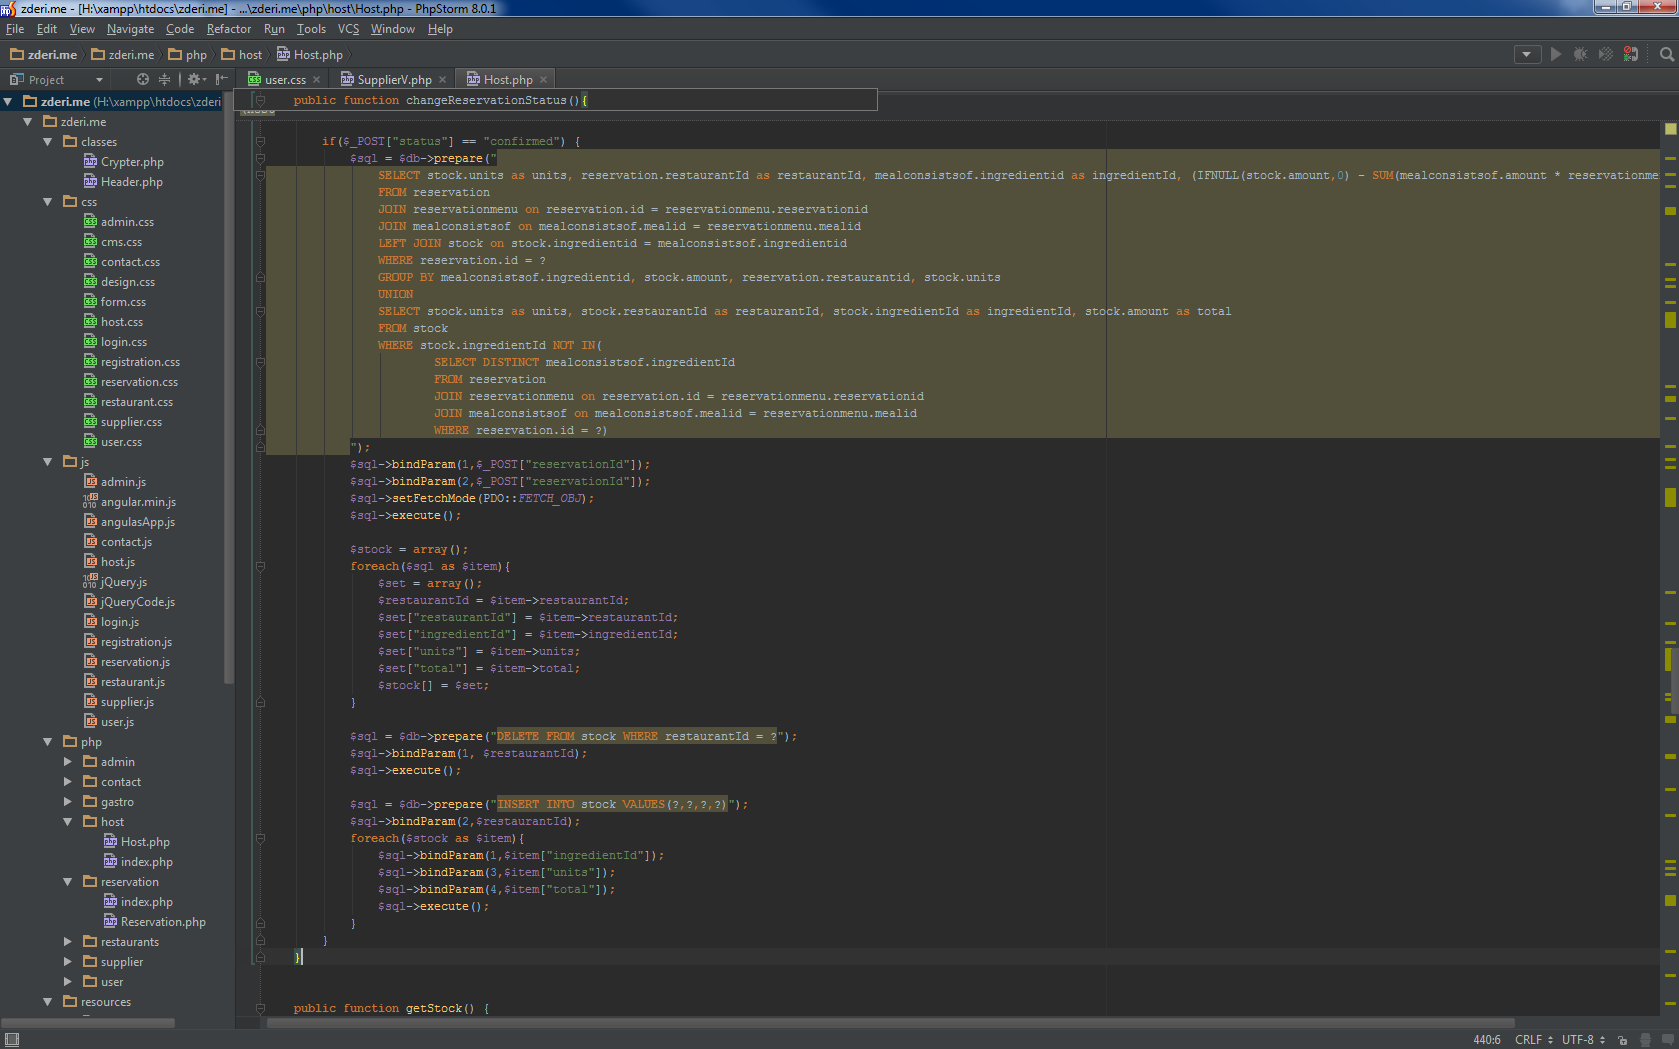 zderi.me - [H:\xampp\htdocs\zderi.me] - ...\zderi.me\php\host\Host.php - PhpStorm 8.0.1
File Edit View Navigate Code Refactor Run Tools VCS Window Help
zderi.me zderi.me php host Host.php
Project
user.css SupplierV.php Host.php
zderi.me (H:\xampp\htdocs\zderi
zderi.me
classes
Crypter.php
Header.php
css
admin.css
cms.css
contact.css
design.css
form.css
host.css
login.css
registration.css
reservation.css
restaurant.css
supplier.css
user.css
js
admin.js
angular.min.js
angulasApp.js
contact.js
host.js
jQuery.js
jQueryCode.js
login.js
registration.js
reservation.js
restaurant.js
supplier.js
user.js
php
admin
contact
gastro
host
Host.php
index.php
reservation
index.php
Reservation.php
restaurants
supplier
user
resources
public function changeReservationStatus(){
if($_POST["status"] == "confirmed") {
$sql = $db->prepare("
SELECT stock.units as units, reservation.restaurantId as restaurantId, mealconsistsof.ingredientid as ingredientId, (IFNULL(stock.amount,0) - SUM(mealconsistsof.amount * reservationme
FROM reservation
JOIN reservationmenu on reservation.id = reservationmenu.reservationid
JOIN mealconsistsof on mealconsistsof.mealid = reservationmenu.mealid
LEFT JOIN stock on stock.ingredientid = mealconsistsof.ingredientid
WHERE reservation.id = ?
GROUP BY mealconsistsof.ingredientid, stock.amount, reservation.restaurantid, stock.units
UNION
SELECT stock.units as units, stock.restaurantId as restaurantId, stock.ingredientId as ingredientId, stock.amount as total
FROM stock
WHERE stock.ingredientId NOT IN(
SELECT DISTINCT mealconsistsof.ingredientId
FROM reservation
JOIN reservationmenu on reservation.id = reservationmenu.reservationid
JOIN mealconsistsof on mealconsistsof.mealid = reservationmenu.mealid
WHERE reservation.id = ?)
");
$sql->bindParam(1,$_POST["reservationId"]);
$sql->bindParam(2,$_POST["reservationId"]);
$sql->setFetchMode(PDO::FETCH_OBJ);
$sql->execute();
$stock = array();
foreach($sql as $item){
$set = array();
$restaurantId = $item->restaurantId;
$set["restaurantId"] = $item->restaurantId;
$set["ingredientId"] = $item->ingredientId;
$set["units"] = $item->units;
$set["total"] = $item->total;
$stock[] = $set;
}
$sql = $db->prepare("DELETE FROM stock WHERE restaurantId = ?");
$sql->bindParam(1, $restaurantId);
$sql->execute();
$sql = $db->prepare("INSERT INTO stock VALUES(?,?,?,?)");
$sql->bindParam(2,$restaurantId);
foreach($stock as $item){
$sql->bindParam(1,$item["ingredientId"]);
$sql->bindParam(3,$item["units"]);
$sql->bindParam(4,$item["total"]);
$sql->execute();
}
}
}
public function getStock() {
440:6 CRLF UTF-8